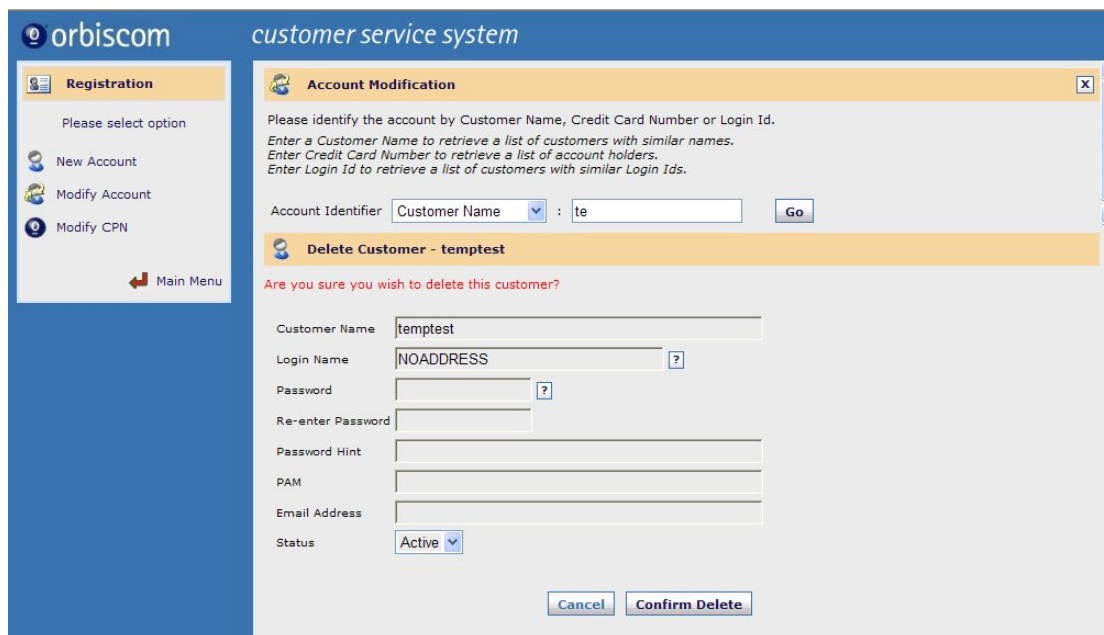 orbiscom
customer service system
Registration
Please select option
New Account
Modify Account
Modify CPN
Main Menu
Account Modification
X
Please identify the account by Customer Name, Credit Card Number or Login Id.
Enter a Customer Name to retrieve a list of customers with similar names.
Enter Credit Card Number to retrieve a list of account holders.
Enter Login Id to retrieve a list of customers with similar Login Ids.
Account Identifier Customer Name : te Go
Delete Customer - temptest
Are you sure you wish to delete this customer?
Customer Name temptest
Login Name NOADDRESS ?
Password ?
Re-enter Password
Password Hint
PAM
Email Address
Status Active
Cancel Confirm Delete